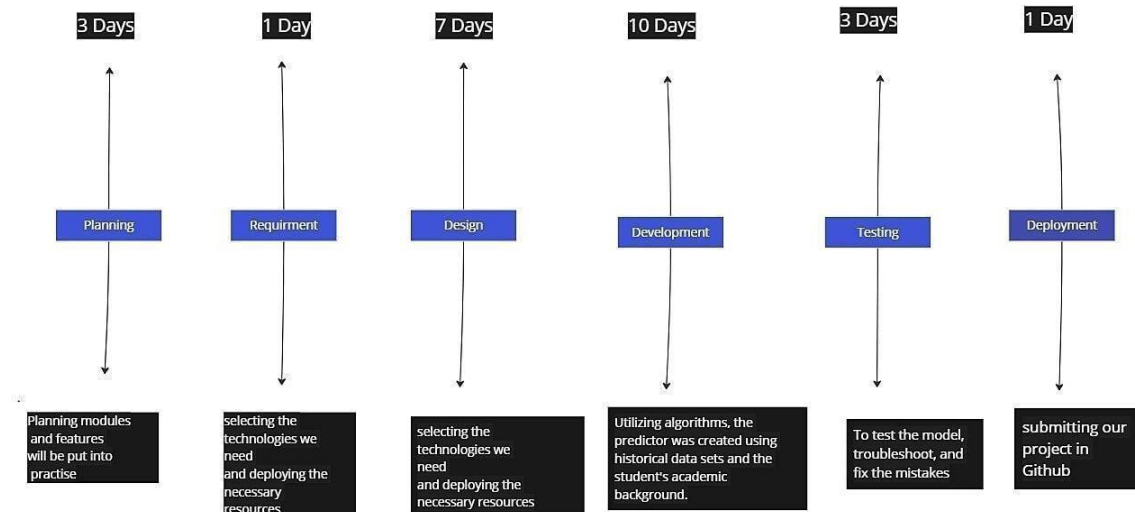 3 Days
1 Day
7 Days
10 Days
3 Days
1 Day
Planning
Requirment
Design
Development
Testing
Deployment
Planning modules
and features
will be put into
practise
selecting the
technologies we
need
and deploying the
necessary
resources
selecting the
technologies we
need
and deploying the
necessary resources
Utilizing algorithms, the
predictor was created using
historical data sets and the
student's academic
background.
To test the model,
troubleshoot, and
fix the mistakes
submitting our
project in
Github